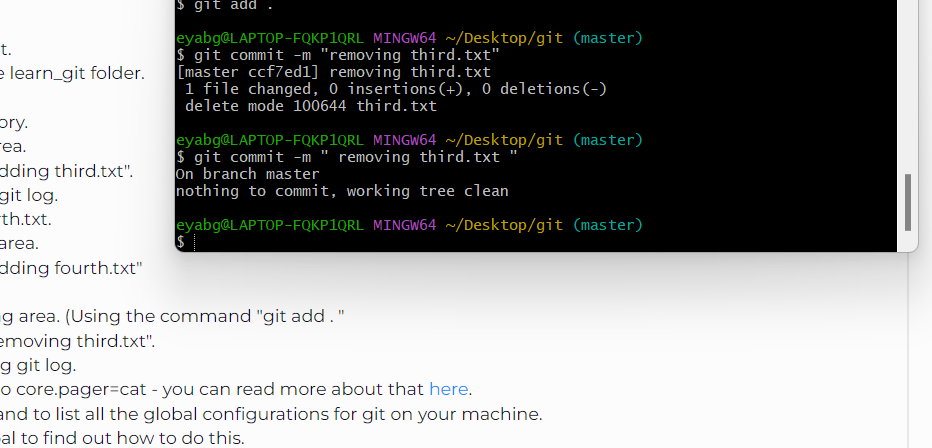 $ git add .
eyabg@LAPTOP-FQKP1QRL MINGW64 ~/Desktop/git (master)
$ git commit -m "removing third.txt"
[master ccf7ed1] removing third.txt
 1 file changed, 0 insertions(+), 0 deletions(-)
 delete mode 100644 third.txt
eyabg@LAPTOP-FQKP1QRL MINGW64 ~/Desktop/git (master)
$ git commit -m " removing third.txt "
On branch master
nothing to commit, working tree clean
eyabg@LAPTOP-FQKP1QRL MINGW64 ~/Desktop/git (master)
$
t.
e learn_git folder.
ory.
rea.
dding third.txt".
git log.
rth.txt.
area.
dding fourth.txt"
ng area. (Using the command "git add . "
emoving third.txt".
g git log.
o core.pager=cat - you can read more about that here.
and to list all the global configurations for git on your machine.
bal to find out how to do this.